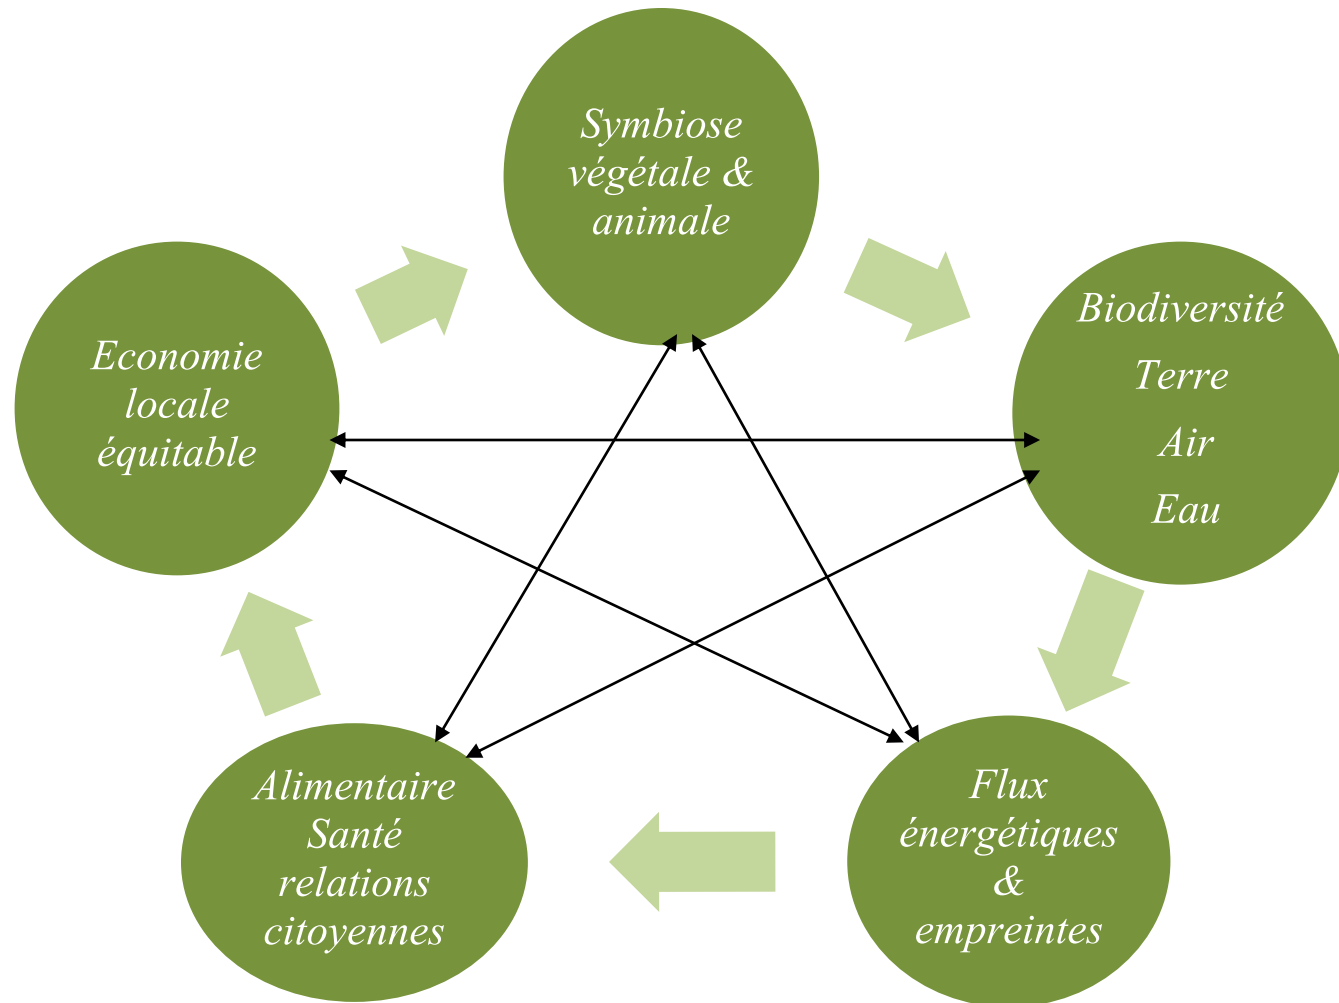 Symbiose
végétale &
animale
Biodiversité
Terre
Air
Eau
Flux
énergétiques
&
empreintes
Alimentaire
Santé
relations
citoyennes
Economie
locale
équitable